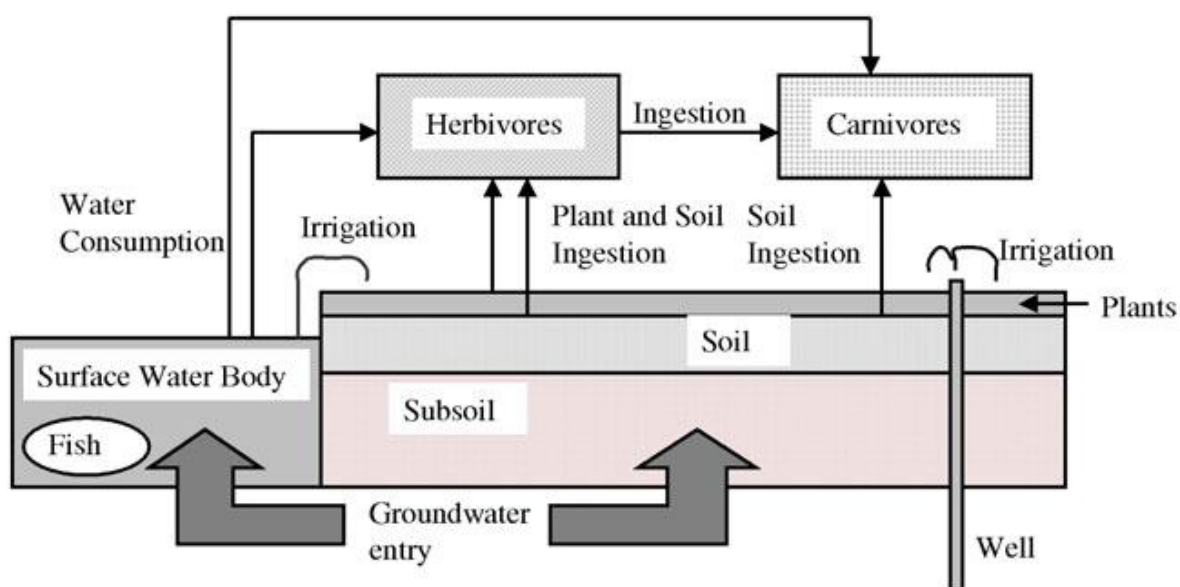 Herbivores
Ingestion
Carnivores
Water
Consumption
Irrigation
Plant and Soil
Ingestion
Soil
Ingestion
Irrigation
Plants
Soil
Surface Water Body
Subsoil
Fish
Groundwater
entry
Well